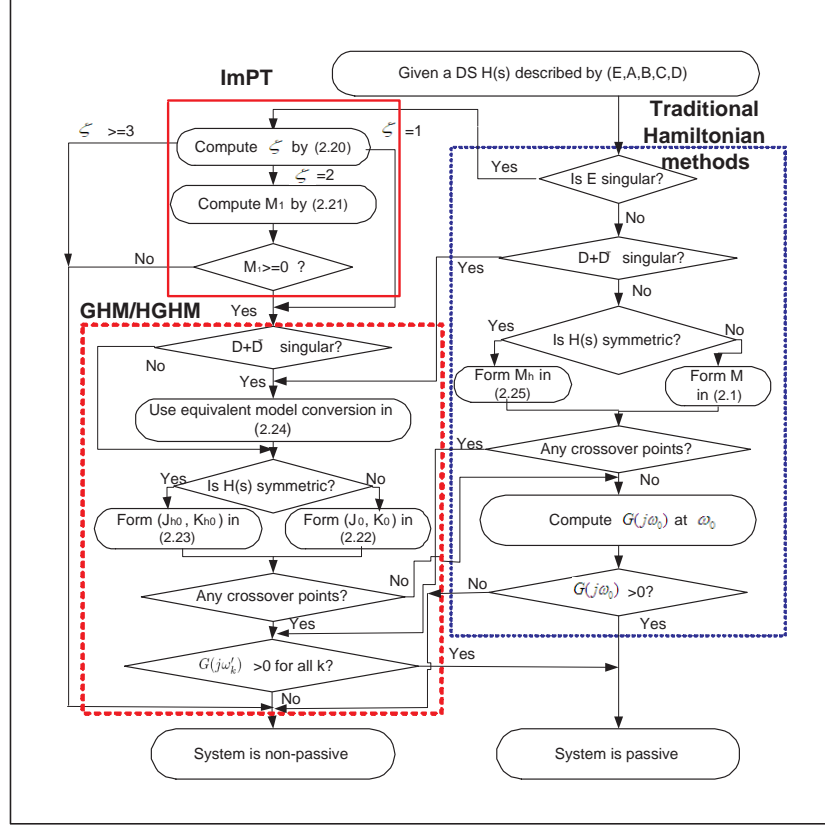 Given a DS H(s) described by (E,A,B,C,D)
ImPT
Traditional
Hamiltonian
methods
ζ >=3
Compute ζ by (2.20)
ζ =1
ζ =2
Compute M1 by (2.21)
M1>=0 ?
No
Yes
Yes
Is E singular?
No
D+Dᵀ singular?
Yes
No
Is H(s) symmetric?
Yes
No
Form Mh in
(2.25)
Form M
in (2.1)
Any crossover points?
Yes
No
Compute G(jω0) at ω0
G(jω0) >0?
No
Yes
GHM/HGHM
D+Dᵀ singular?
No
Yes
Use equivalent model conversion in
(2.24)
Is H(s) symmetric?
Yes
No
Form (Jh0, Kh0) in
(2.23)
Form (J0, K0) in
(2.22)
Any crossover points?
No
Yes
G(jω′k) >0 for all k?
Yes
No
System is non-passive
System is passive